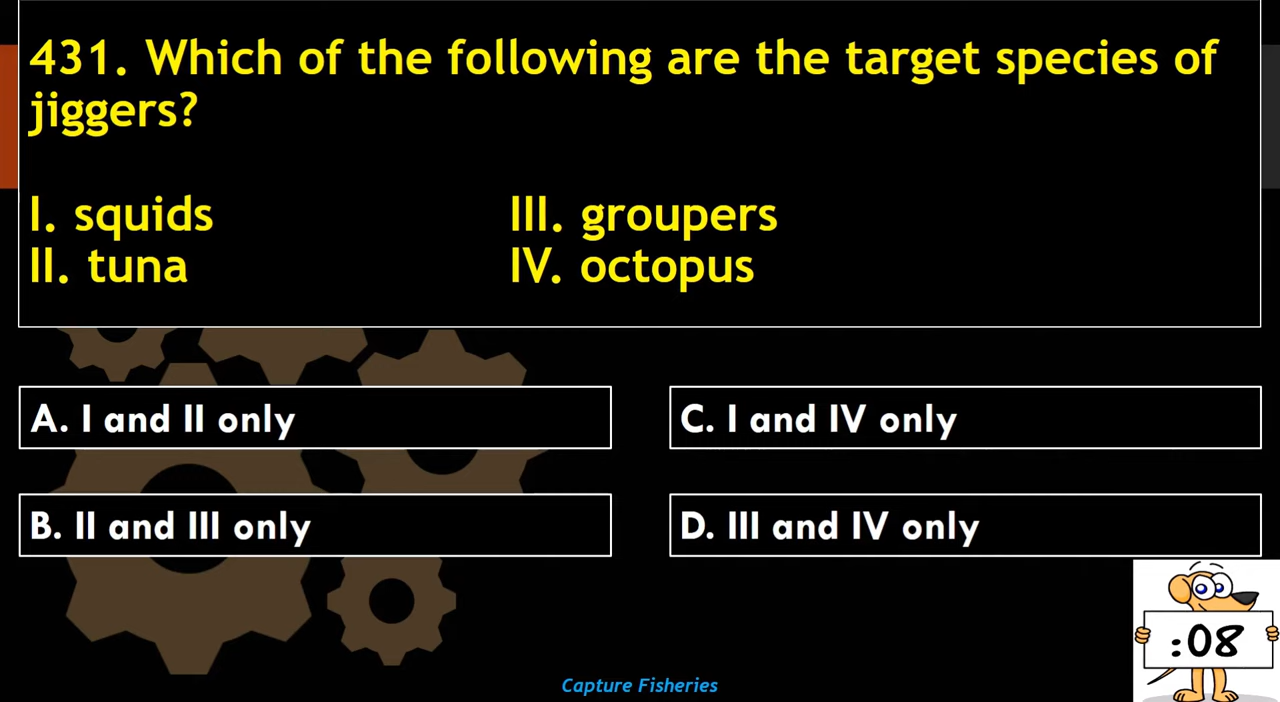 431. Which of the following are the target species of
jiggers?
I. squids
III. groupers
II. tuna
IV. octopus
A. I and II only
C. I and IV only
B. II and III only
D. III and IV only
:08
Capture Fisheries